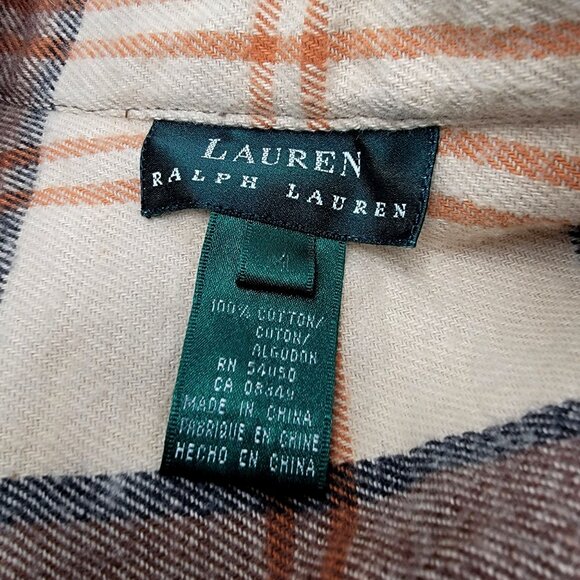 LAUREN
RALPH LAUREN
4
100% COTTON/
COTON/
ALGODON
RN 54050
CA 08349
MADE IN CHINA
FABRIQUE EN CHINE
HECHO EN CHINA